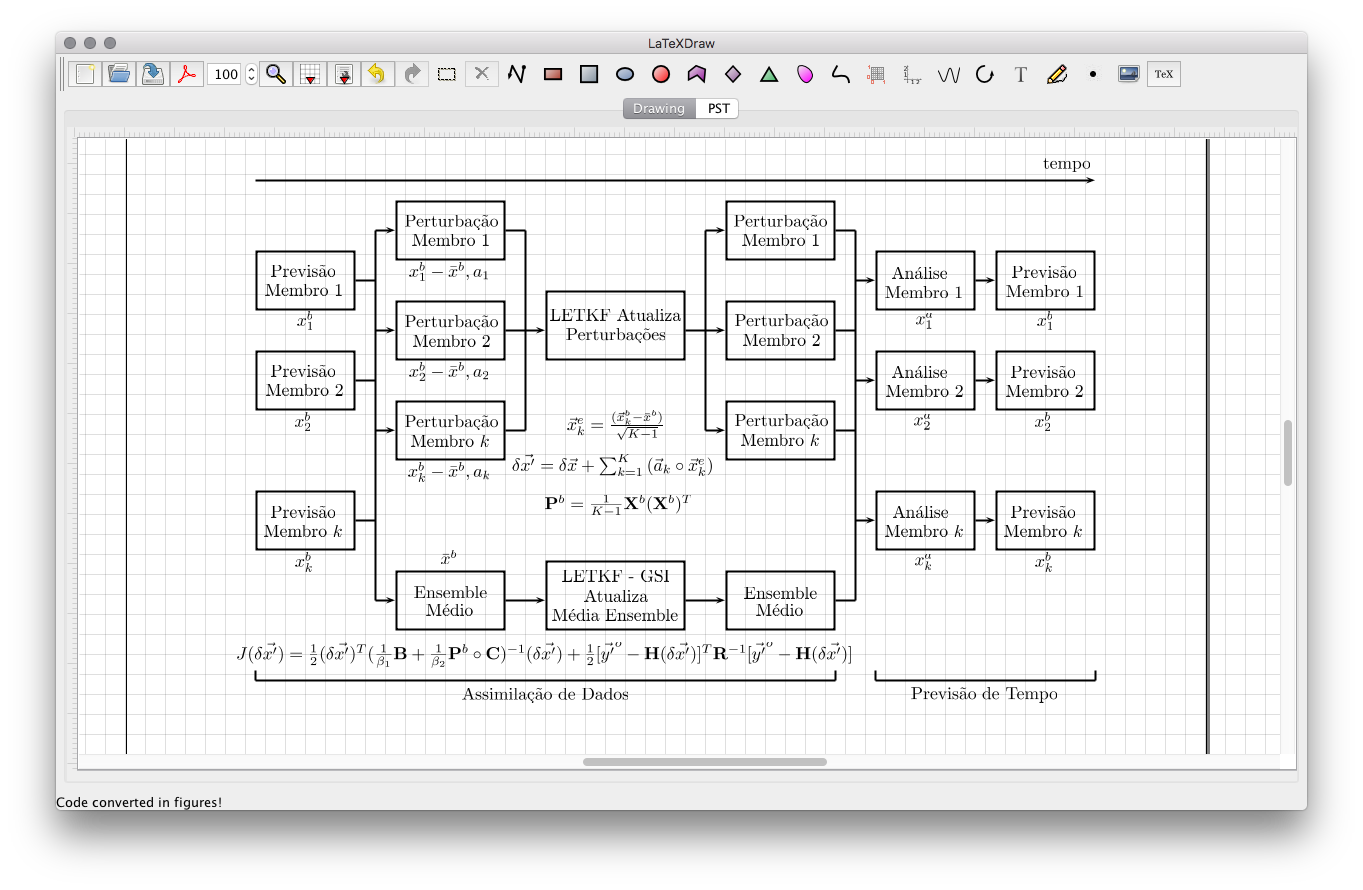 LaTeXDraw
100
TeX
Drawing PST
tempo
Previsão
Membro 1
$x_1^b$
Previsão
Membro 2
$x_2^b$
Previsão
Membro $k$
$x_k^b$
Perturbação
Membro 1
$x_1^b - \bar{x}^b, a_1$
Perturbação
Membro 2
$x_2^b - \bar{x}^b, a_2$
Perturbação
Membro $k$
$x_k^b - \bar{x}^b, a_k$
$\bar{x}^b$
Ensemble
Médio
LETKF Atualiza
Perturbações
$\vec{x}_k^e = \frac{(\vec{x}_k^b - \bar{x}^b)}{\sqrt{K-1}}$
$\delta\vec{x'} = \delta\vec{x} + \sum_{k=1}^{K} (\vec{a}_k \circ \vec{x}_k^e)$
$\mathbf{P}^b = \frac{1}{K-1}\mathbf{X}^b(\mathbf{X}^b)^T$
LETKF - GSI
Atualiza
Média Ensemble
Perturbação
Membro 1
Perturbação
Membro 2
Perturbação
Membro $k$
Ensemble
Médio
Análise
Membro 1
$x_1^a$
Análise
Membro 2
$x_2^a$
Análise
Membro $k$
$x_k^a$
Previsão
Membro 1
$x_1^b$
Previsão
Membro 2
$x_2^b$
Previsão
Membro $k$
$x_k^b$
$J(\delta\vec{x'}) = \frac{1}{2}(\delta\vec{x'})^T(\frac{1}{\beta_1}\mathbf{B} + \frac{1}{\beta_2}\mathbf{P}^b \circ \mathbf{C})^{-1}(\delta\vec{x'}) + \frac{1}{2}[\vec{y'}^o - \mathbf{H}(\delta\vec{x'})]^T\mathbf{R}^{-1}[\vec{y'}^o - \mathbf{H}(\delta\vec{x'})]$
Assimilação de Dados
Previsão de Tempo
Code converted in figures!